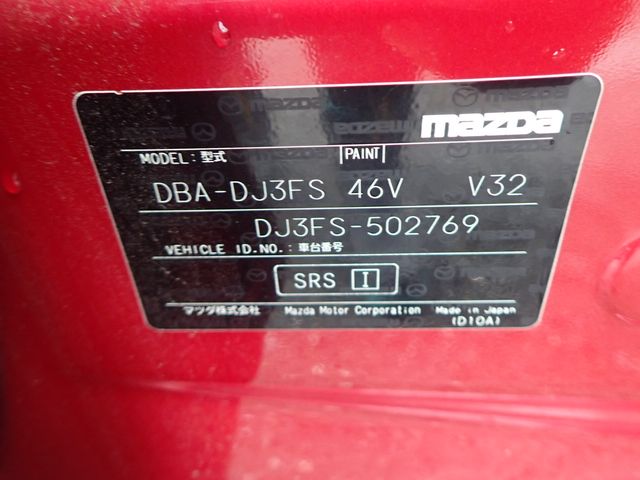 mazda
MODEL:型式 PAINT
DBA-DJ3FS 46V V32
DJ3FS-502769
VEHICLE ID.NO.:車台番号
SRS I
マツダ株式会社 Mazda Motor Corporation Made in Japan
(D10A)